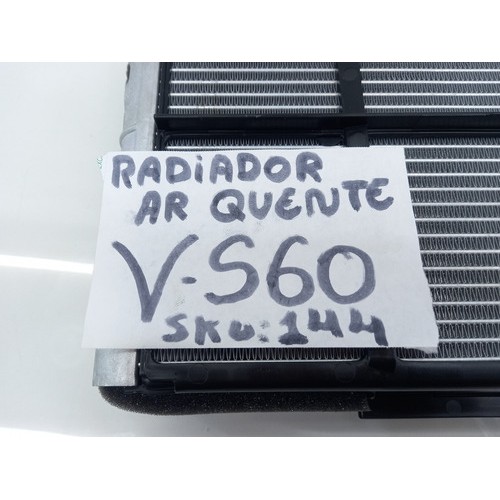 RADiADOR
AR QUENTE
V-S60
SKU:144